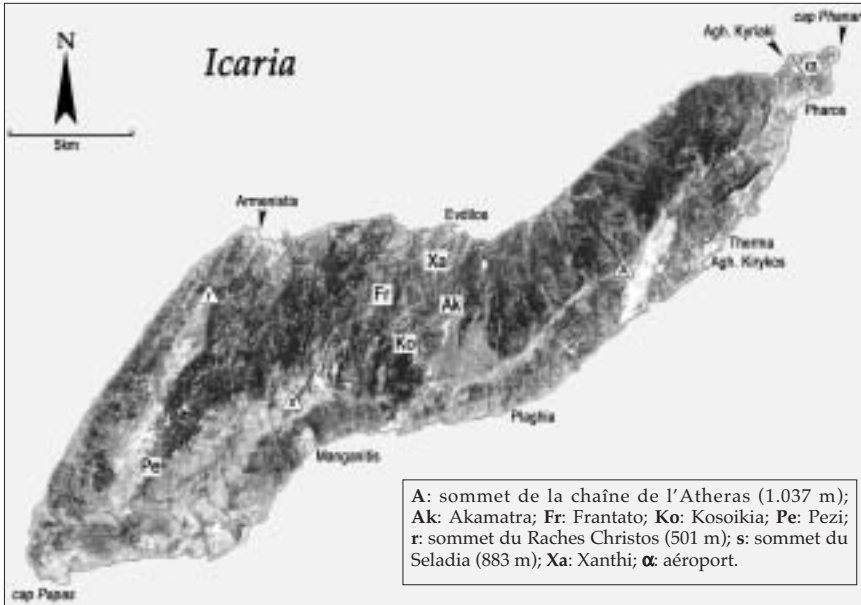 cap Phanari
Agh. Kyriaki
N
Icaria
α
5km
Pharos
Armenistis
Evdilos
Xa
Therma
Agh. Kirykos
A
r
Fr
Ak
Ko
s
Plaghia
Pe
Manganitis
cap Papas
A: sommet de la chaîne de l'Atheras (1.037 m);
Ak: Akamatra; Fr: Frantato; Ko: Kosoikia; Pe: Pezi;
r: sommet du Raches Christos (501 m); s: sommet du
Seladia (883 m); Xa: Xanthi; α: aéroport.